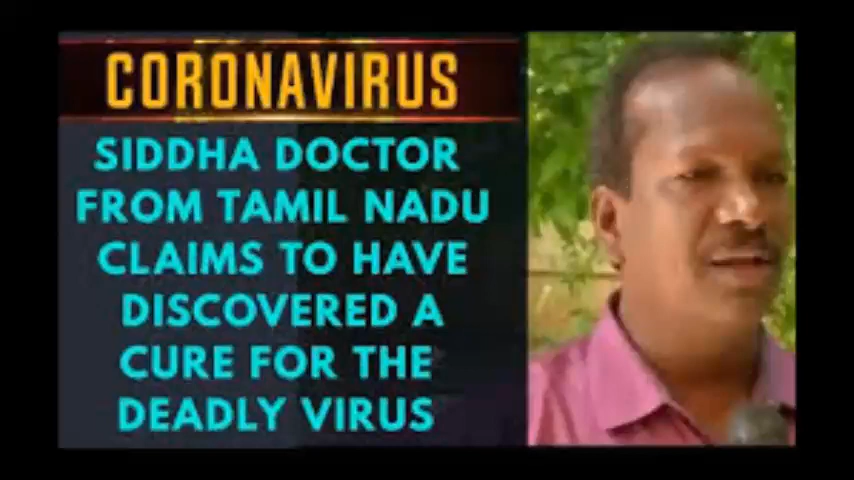 CORONAVIRUS
SIDDHA DOCTOR
FROM TAMIL NADU
CLAIMS TO HAVE
DISCOVERED A
CURE FOR THE
DEADLY VIRUS